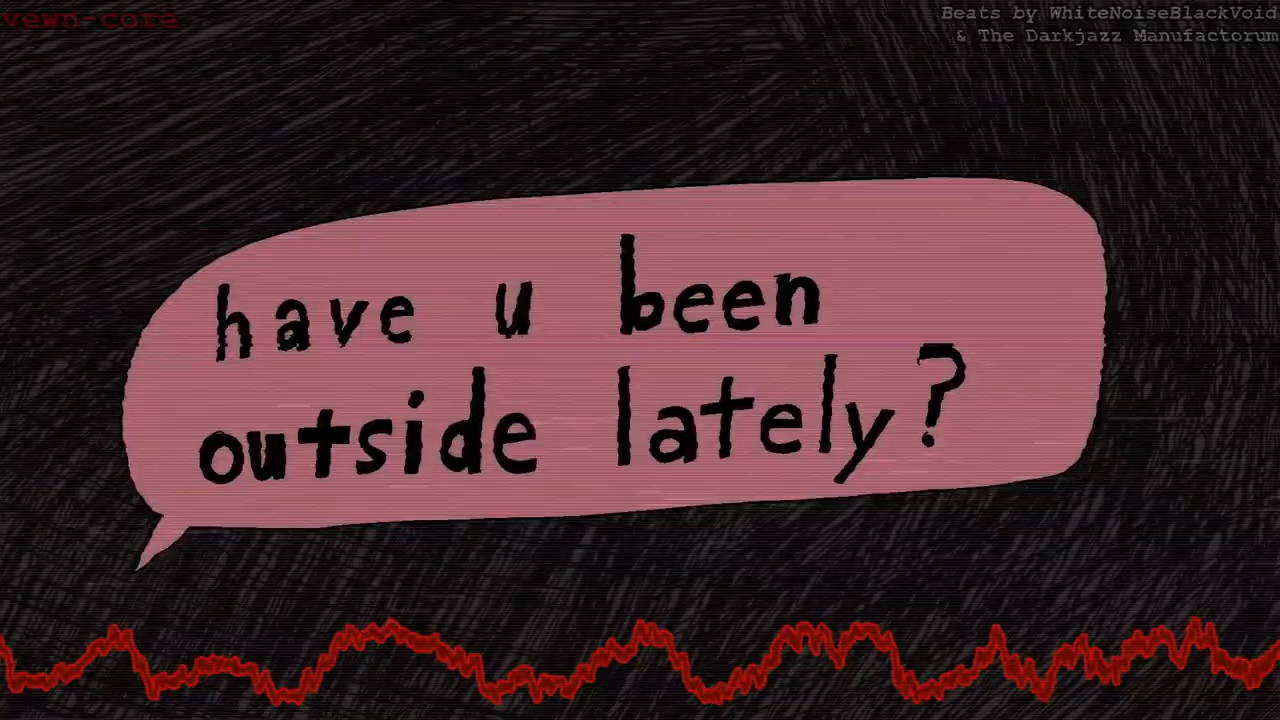 vewn-core
Beats by WhiteNoiseBlackVoid
& The Darkjazz Manufactorum
have u been
outside lately?